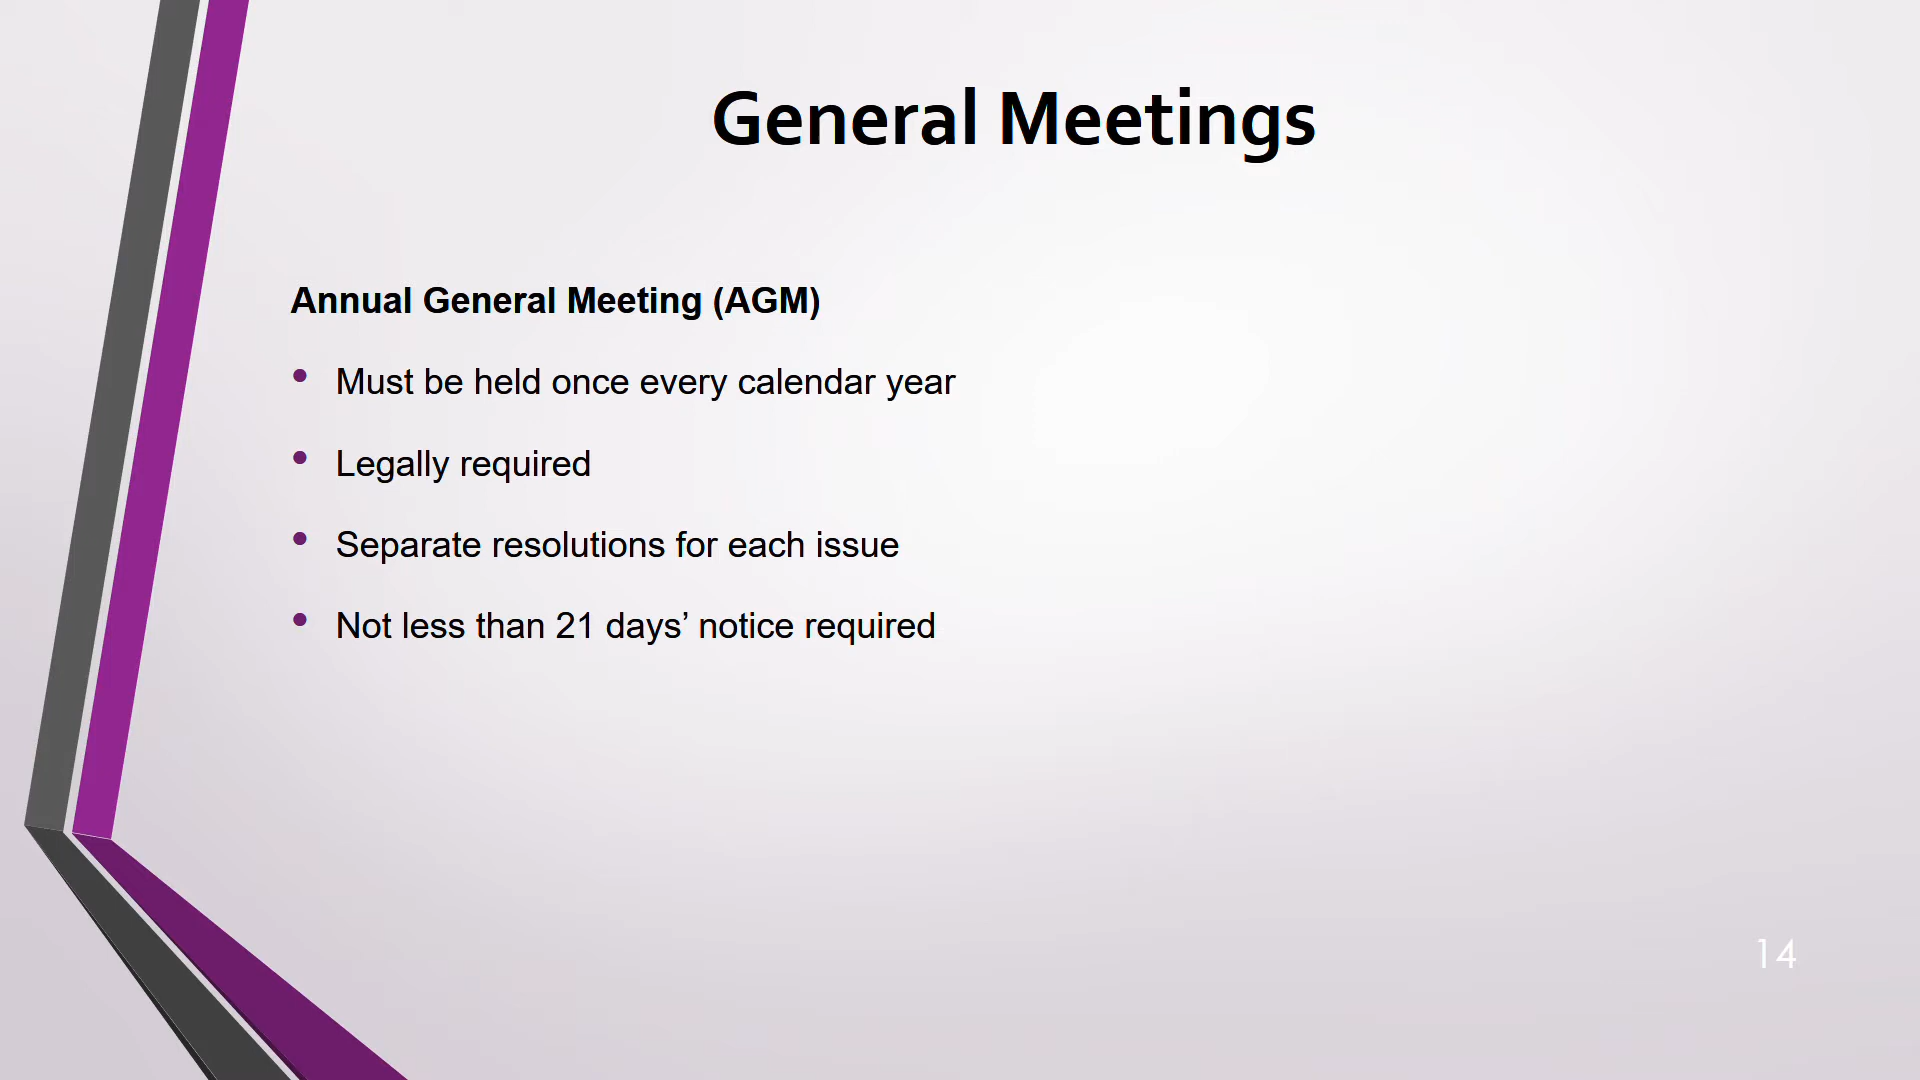 General Meetings
Annual General Meeting (AGM)
• Must be held once every calendar year
• Legally required
• Separate resolutions for each issue
• Not less than 21 days’ notice required
14